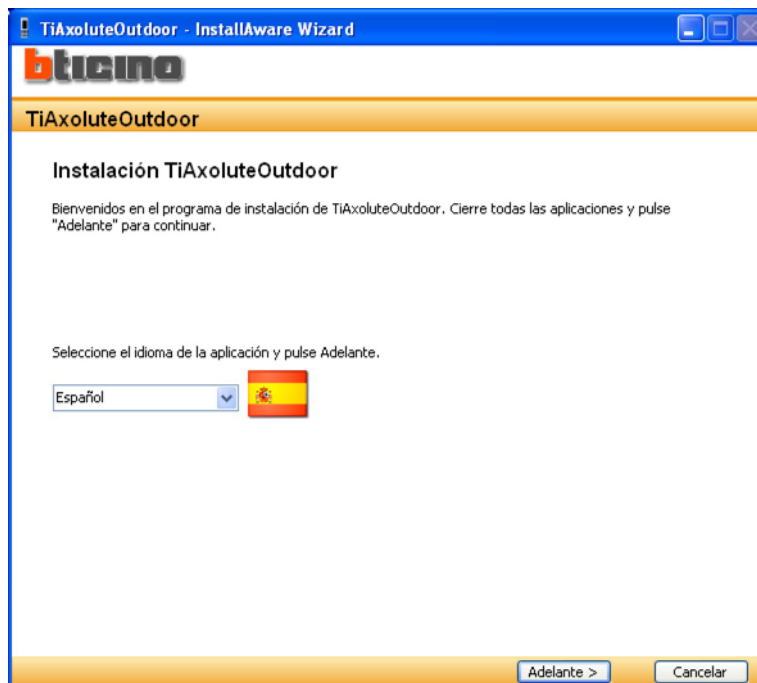 TiAxoluteOutdoor - InstallAware Wizard
bticino
TiAxoluteOutdoor
Instalación TiAxoluteOutdoor
Bienvenidos en el programa de instalación de TiAxoluteOutdoor. Cierre todas las aplicaciones y pulse
"Adelante" para continuar.
Seleccione el idioma de la aplicación y pulse Adelante.
Español
Adelante >
Cancelar